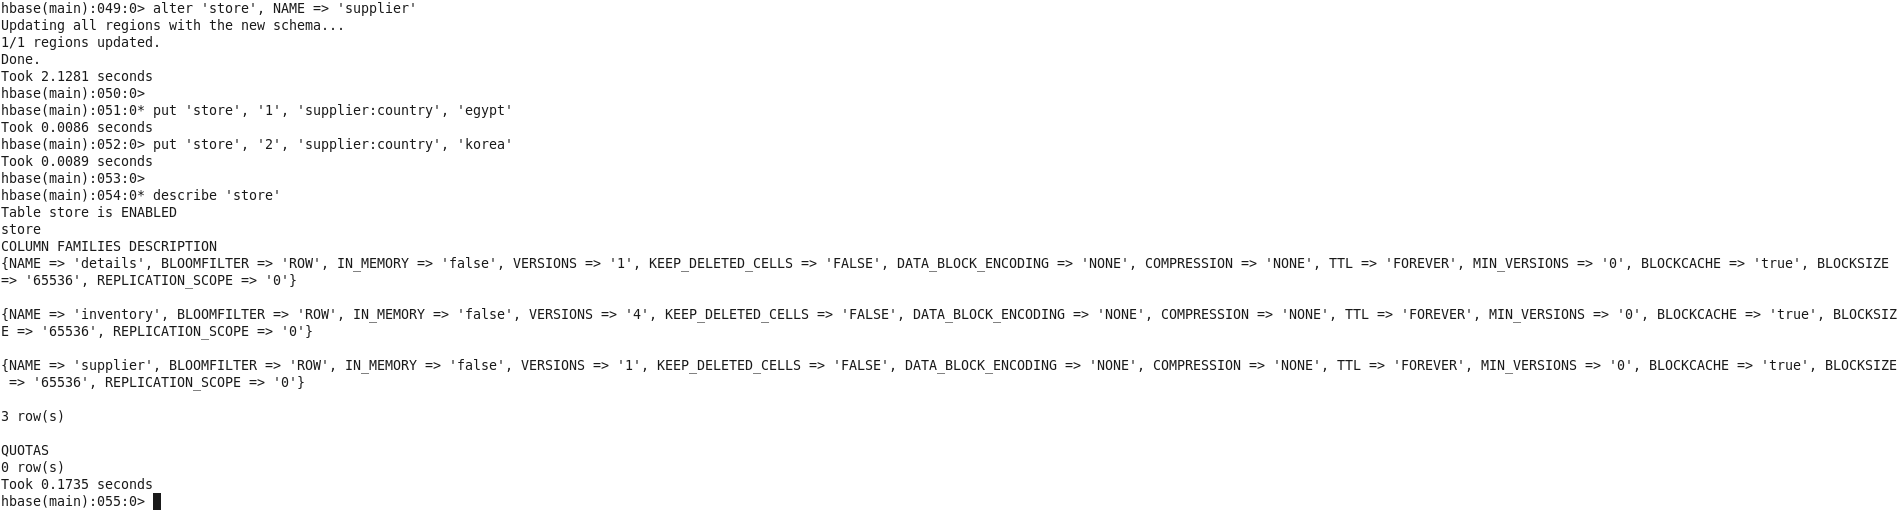 hbase(main):049:0> alter 'store', NAME => 'supplier'
Updating all regions with the new schema...
1/1 regions updated.
Done.
Took 2.1281 seconds
hbase(main):050:0>
hbase(main):051:0* put 'store', '1', 'supplier:country', 'egypt'
Took 0.0086 seconds
hbase(main):052:0> put 'store', '2', 'supplier:country', 'korea'
Took 0.0089 seconds
hbase(main):053:0>
hbase(main):054:0* describe 'store'
Table store is ENABLED
store
COLUMN FAMILIES DESCRIPTION
{NAME => 'details', BLOOMFILTER => 'ROW', IN_MEMORY => 'false', VERSIONS => '1', KEEP_DELETED_CELLS => 'FALSE', DATA_BLOCK_ENCODING => 'NONE', COMPRESSION => 'NONE', TTL => 'FOREVER', MIN_VERSIONS => '0', BLOCKCACHE => 'true', BLOCKSIZE
=> '65536', REPLICATION_SCOPE => '0'}
{NAME => 'inventory', BLOOMFILTER => 'ROW', IN_MEMORY => 'false', VERSIONS => '4', KEEP_DELETED_CELLS => 'FALSE', DATA_BLOCK_ENCODING => 'NONE', COMPRESSION => 'NONE', TTL => 'FOREVER', MIN_VERSIONS => '0', BLOCKCACHE => 'true', BLOCKSIZ
E => '65536', REPLICATION_SCOPE => '0'}
{NAME => 'supplier', BLOOMFILTER => 'ROW', IN_MEMORY => 'false', VERSIONS => '1', KEEP_DELETED_CELLS => 'FALSE', DATA_BLOCK_ENCODING => 'NONE', COMPRESSION => 'NONE', TTL => 'FOREVER', MIN_VERSIONS => '0', BLOCKCACHE => 'true', BLOCKSIZE
 => '65536', REPLICATION_SCOPE => '0'}
3 row(s)
QUOTAS
0 row(s)
Took 0.1735 seconds
hbase(main):055:0>